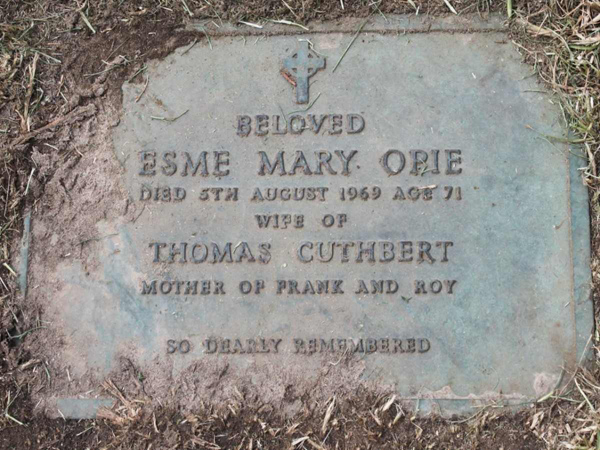 BELOVED
ESME MARY OPIE
DIED 5TH AUGUST 1969 AGE 71
WIFE OF
THOMAS CUTHBERT
MOTHER OF FRANK AND ROY
SO DEARLY REMEMBERED